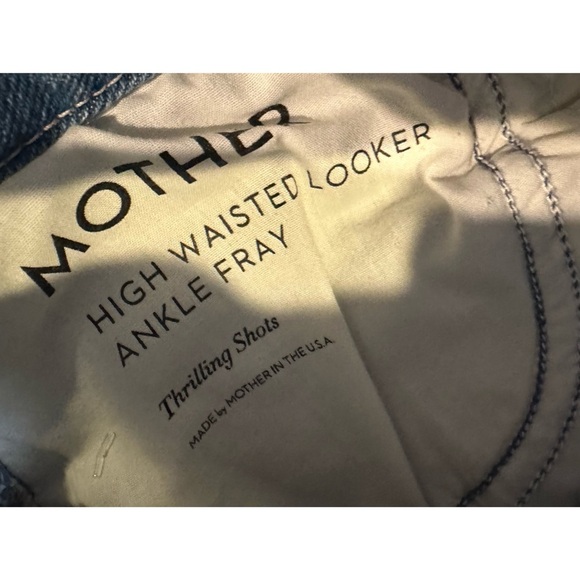 MOTHER
HIGH WAISTED LOOKER
ANKLE FRAY
Thrilling Shots
MADE by MOTHER IN THE U.S.A.